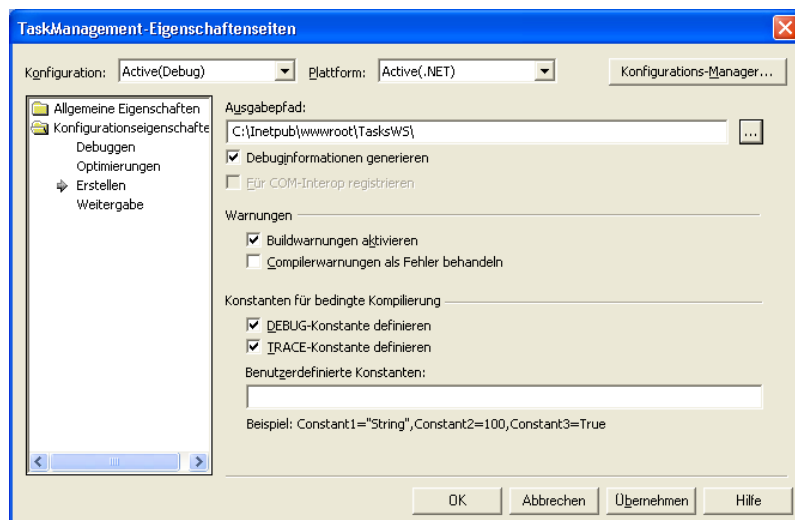 TaskManagement-Eigenschaftenseiten
Konfiguration: Active(Debug) Plattform: Active(.NET) Konfigurations-Manager...
Allgemeine Eigenschaften
Konfigurationseigenschafte
Debuggen
Optimierungen
Erstellen
Weitergabe
Ausgabepfad:
C:\Inetpub\wwwroot\TasksWS\ ...
Debuginformationen generieren
Für COM-Interop registrieren
Warnungen
Buildwarnungen aktivieren
Compilerwarnungen als Fehler behandeln
Konstanten für bedingte Kompilierung
DEBUG-Konstante definieren
TRACE-Konstante definieren
Benutzerdefinierte Konstanten:
Beispiel: Constant1="String",Constant2=100,Constant3=True
OK Abbrechen Übernehmen Hilfe